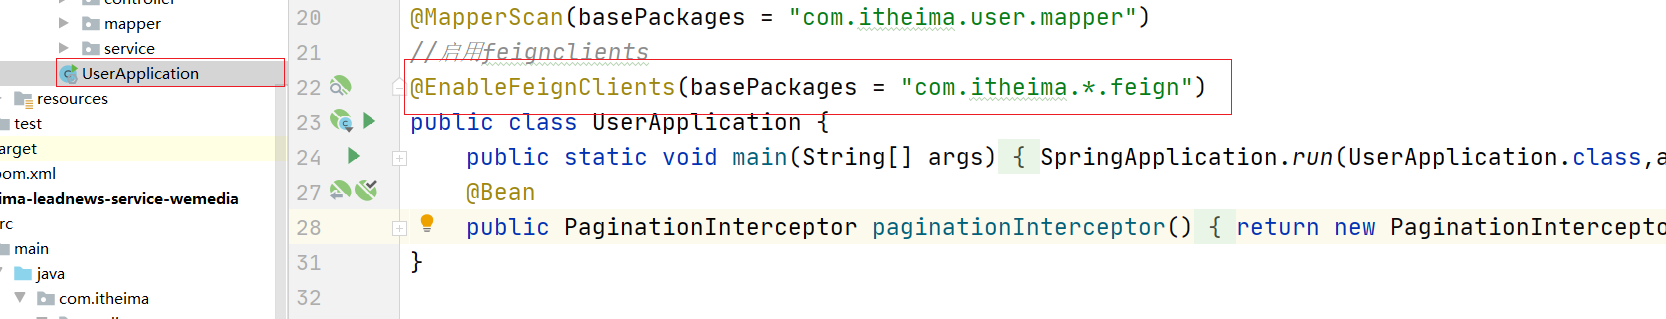 controller
mapper
service
UserApplication
resources
test
arget
oom.xml
ima-leadnews-service-wemedia
rc
main
java
com.itheima
20 @MapperScan(basePackages = "com.itheima.user.mapper")
21 //启用feignclients
22 @EnableFeignClients(basePackages = "com.itheima.*.feign")
23 public class UserApplication {
24 public static void main(String[] args) { SpringApplication.run(UserApplication.class,a
27 @Bean
28 public PaginationInterceptor paginationInterceptor() { return new PaginationIntercepto
31 }
32